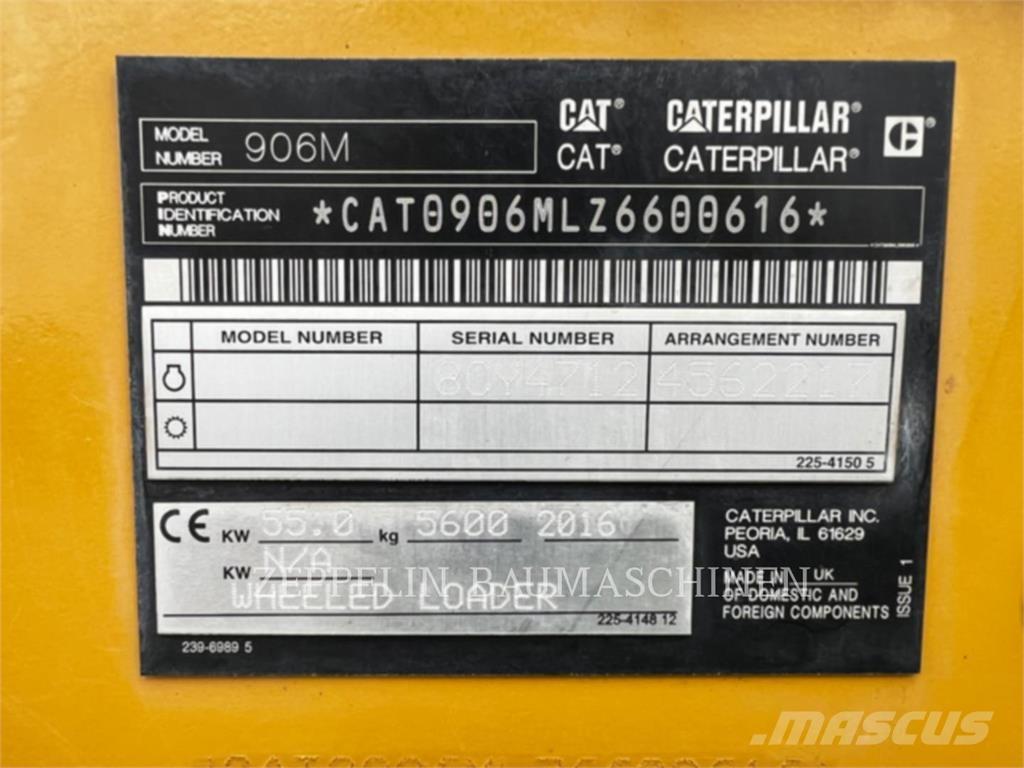 CAT® CATERPILLAR®
CAT® CATERPILLAR®
MODEL
NUMBER 906M
PRODUCT
IDENTIFICATION
NUMBER *CAT0906MLZ6600616*
MODEL NUMBER SERIAL NUMBER ARRANGEMENT NUMBER
80Y4712 4562217
225-4150 5
CE KW 55.0 kg 5600 2016
KW N/A
WHEELED LOADER
225-4148 12
239-6989 5
CATERPILLAR INC.
PEORIA, IL 61629
USA
MADE IN UK
OF DOMESTIC AND
FOREIGN COMPONENTS
ISSUE 1
ZEPPELIN BAUMASCHINEN
MASCUS